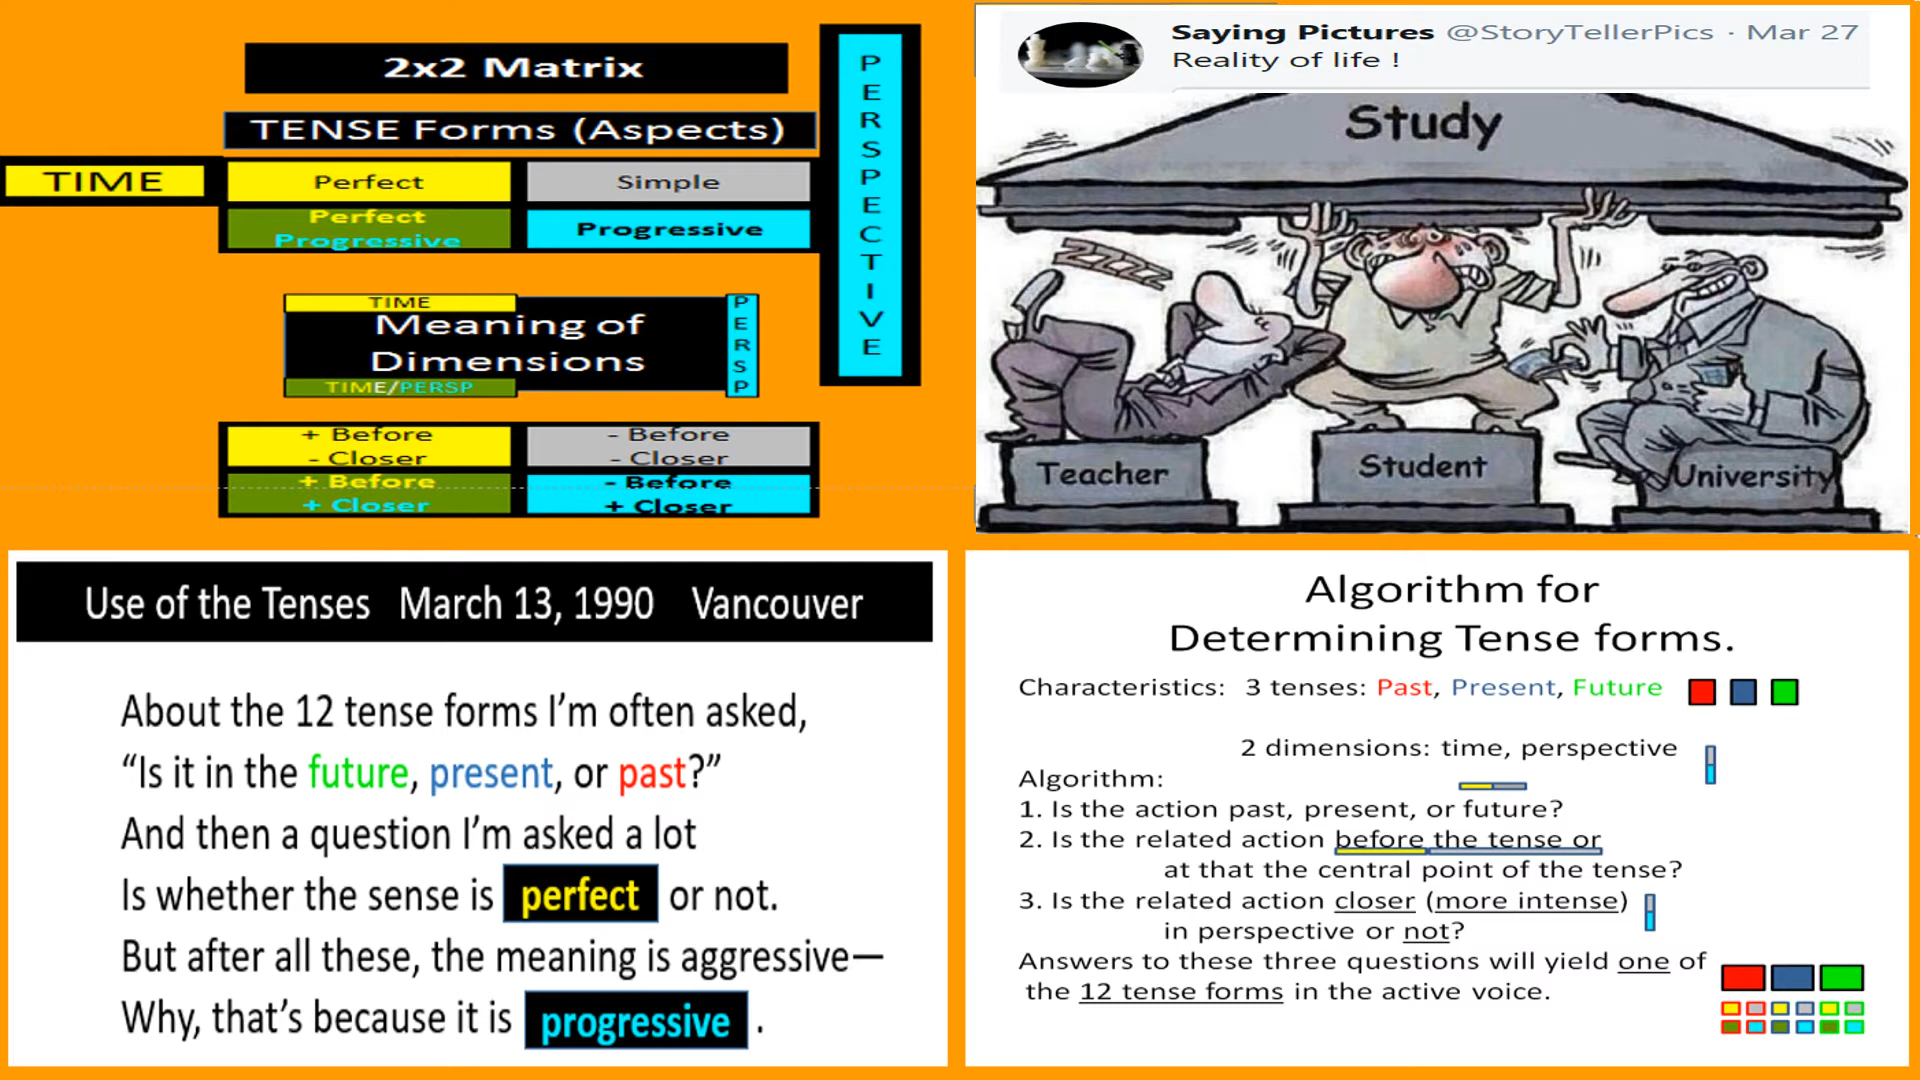 2x2 Matrix
TENSE Forms (Aspects)
TIME
Perfect
Simple
Perfect
Progressive
Progressive
PERSPECTIVE
TIME
Meaning of
Dimensions
PERSP
TIME/PERSP
+ Before
- Closer
- Before
- Closer
+ Before
+ Closer
- Before
+ Closer
Saying Pictures @StoryTellerPics · Mar 27
Reality of life !
Study
ZZZZ
Teacher
Student
University
Use of the Tenses March 13, 1990 Vancouver
About the 12 tense forms I'm often asked,
“Is it in the future, present, or past?”
And then a question I'm asked a lot
Is whether the sense is perfect or not.
But after all these, the meaning is aggressive—
Why, that's because it is progressive .
Algorithm for
Determining Tense forms.
Characteristics: 3 tenses: Past, Present, Future
2 dimensions: time, perspective
Algorithm:
1. Is the action past, present, or future?
2. Is the related action before the tense or
at that the central point of the tense?
3. Is the related action closer (more intense)
in perspective or not?
Answers to these three questions will yield one of
the 12 tense forms in the active voice.